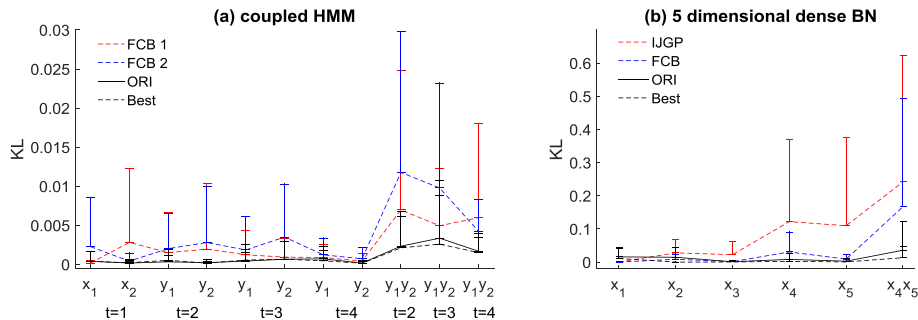 (a) coupled HMM
KL
0.03
0.025
0.02
0.015
0.01
0.005
0
FCB 1
FCB 2
ORI
Best
x1 x2 y1 y2 y1 y2 y1 y2 y1y2 y1y2 y1y2
t=1 t=2 t=3 t=4 t=2 t=3 t=4
(b) 5 dimensional dense BN
KL
0.6
0.5
0.4
0.3
0.2
0.1
0
IJGP
FCB
ORI
Best
x1 x2 x3 x4 x5 x4x5